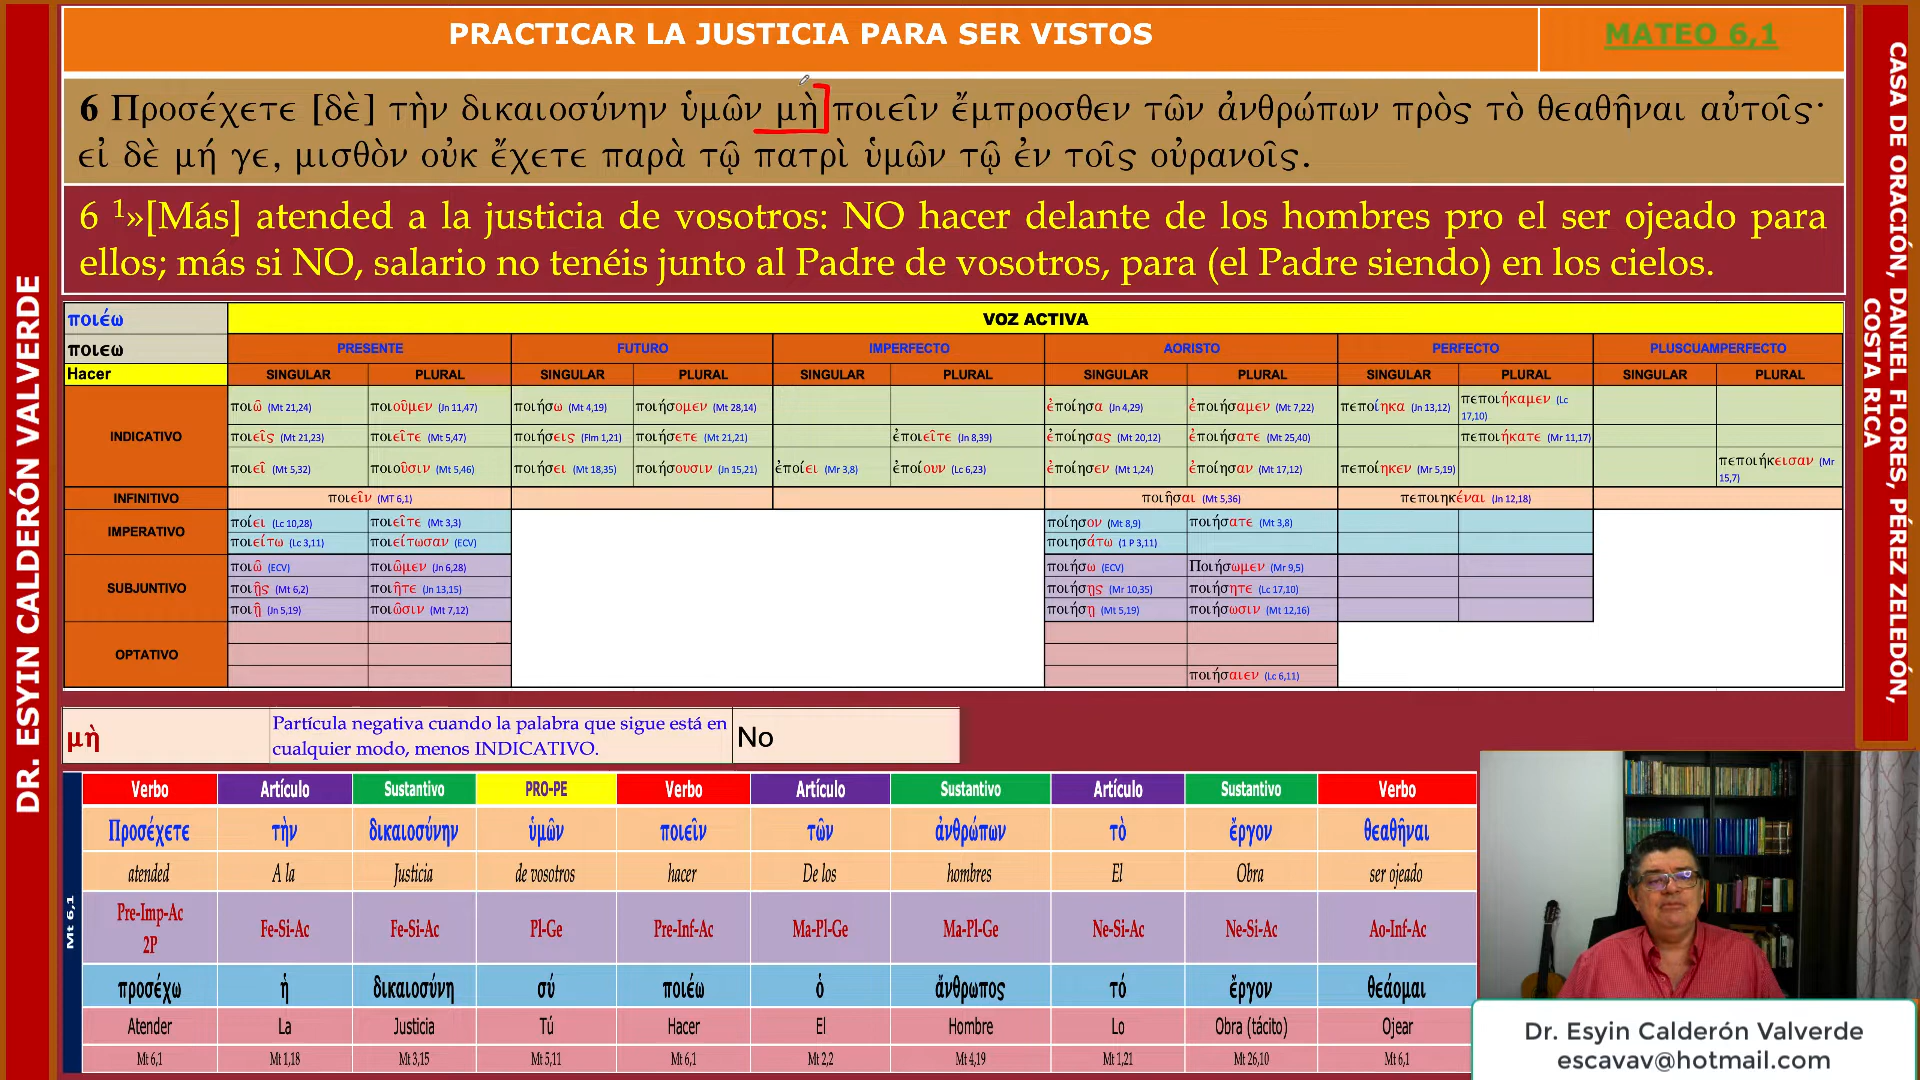 PRACTICAR LA JUSTICIA PARA SER VISTOS
MATEO 6,1
6 Προσέχετε [δὲ] τὴν δικαιοσύνην ὑμῶν μὴ ποιεῖν ἔμπροσθεν τῶν ἀνθρώπων πρὸς τὸ θεαθῆναι αὐτοῖς·
εἰ δὲ μή γε, μισθὸν οὐκ ἔχετε παρὰ τῷ πατρὶ ὑμῶν τῷ ἐν τοῖς οὐρανοῖς.
6 ¹»[Más] atended a la justicia de vosotros: NO hacer delante de los hombres pro el ser ojeado para
ellos; más si NO, salario no tenéis junto al Padre de vosotros, para (el Padre siendo) en los cielos.
ποιέω VOZ ACTIVA
ποιεω PRESENTE FUTURO IMPERFECTO AORISTO PERFECTO PLUSCUAMPERFECTO
Hacer SINGULAR PLURAL SINGULAR PLURAL SINGULAR PLURAL SINGULAR PLURAL SINGULAR PLURAL SINGULAR PLURAL
INDICATIVO
ποιῶ (Mt 21,24) ποιοῦμεν (Jn 11,47) ποιήσω (Mt 4,19) ποιήσομεν (Mt 28,14) ἐποίησα (Jn 4,29) ἐποιήσαμεν (Mt 7,22) πεποίηκα (Jn 13,12) πεποιήκαμεν (Lc 17,10)
ποιεῖς (Mt 21,23) ποιεῖτε (Mt 5,47) ποιήσεις (Flm 1,21) ποιήσετε (Mt 21,21) ἐποιεῖτε (Jn 8,39) ἐποίησας (Mt 20,12) ἐποιήσατε (Mt 25,40) πεποιήκατε (Mr 11,17)
ποιεῖ (Mt 5,32) ποιοῦσιν (Mt 5,46) ποιήσει (Mt 18,35) ποιήσουσιν (Jn 15,21) ἐποίει (Mr 3,8) ἐποίουν (Lc 6,23) ἐποίησεν (Mt 1,24) ἐποίησαν (Mt 17,12) πεποίηκεν (Mr 5,19) πεποιήκεισαν (Mr 15,7)
INFINITIVO ποιεῖν (MT 6,1) ποιῆσαι (Mt 5,36) πεποιηκέναι (Jn 12,18)
IMPERATIVO
ποίει (Lc 10,28) ποιεῖτε (Mt 3,3) ποίησον (Mt 8,9) ποιήσατε (Mt 3,8)
ποιείτω (Lc 3,11) ποιείτωσαν (ECV) ποιησάτω (1 P 3,11)
SUBJUNTIVO
ποιῶ (ECV) ποιῶμεν (Jn 6,28) ποιήσω (ECV) Ποιήσωμεν (Mr 9,5)
ποιῇς (Mt 6,2) ποιῆτε (Jn 13,15) ποιήσῃς (Mr 10,35) ποιήσητε (Lc 17,10)
ποιῇ (Jn 5,19) ποιῶσιν (Mt 7,12) ποιήσῃ (Mt 5,19) ποιήσωσιν (Mt 12,16)
OPTATIVO
ποιήσαιεν (Lc 6,11)
μὴ Partícula negativa cuando la palabra que sigue está en No
cualquier modo, menos INDICATIVO.
Mt 6,1
Verbo Artículo Sustantivo PRO-PE Verbo Artículo Sustantivo Artículo Sustantivo Verbo
Προσέχετε τὴν δικαιοσύνην ὑμῶν ποιεῖν τῶν ἀνθρώπων τὸ ἔργον θεαθῆναι
atended A la Justicia de vosotros hacer De los hombres El Obra ser ojeado
Pre-Imp-Ac 2P Fe-Si-Ac Fe-Si-Ac Pl-Ge Pre-Inf-Ac Ma-Pl-Ge Ma-Pl-Ge Ne-Si-Ac Ne-Si-Ac Ao-Inf-Ac
προσέχω ἡ δικαιοσύνη σύ ποιέω ὁ ἄνθρωπος τό ἔργον θεάομαι
Atender La Justicia Tú Hacer El Hombre Lo Obra (tácito) Ojear
Mt 6,1 Mt 1,18 Mt 3,15 Mt 5,11 Mt 6,1 Mt 2,2 Mt 4,19 Mt 1,21 Mt 26,10 Mt 6,1
DR. ESYIN CALDERÓN VALVERDE
CASA DE ORACIÓN, DANIEL FLORES, PÉREZ ZELEDÓN,
COSTA RICA
Dr. Esyin Calderón Valverde
escavav@hotmail.com